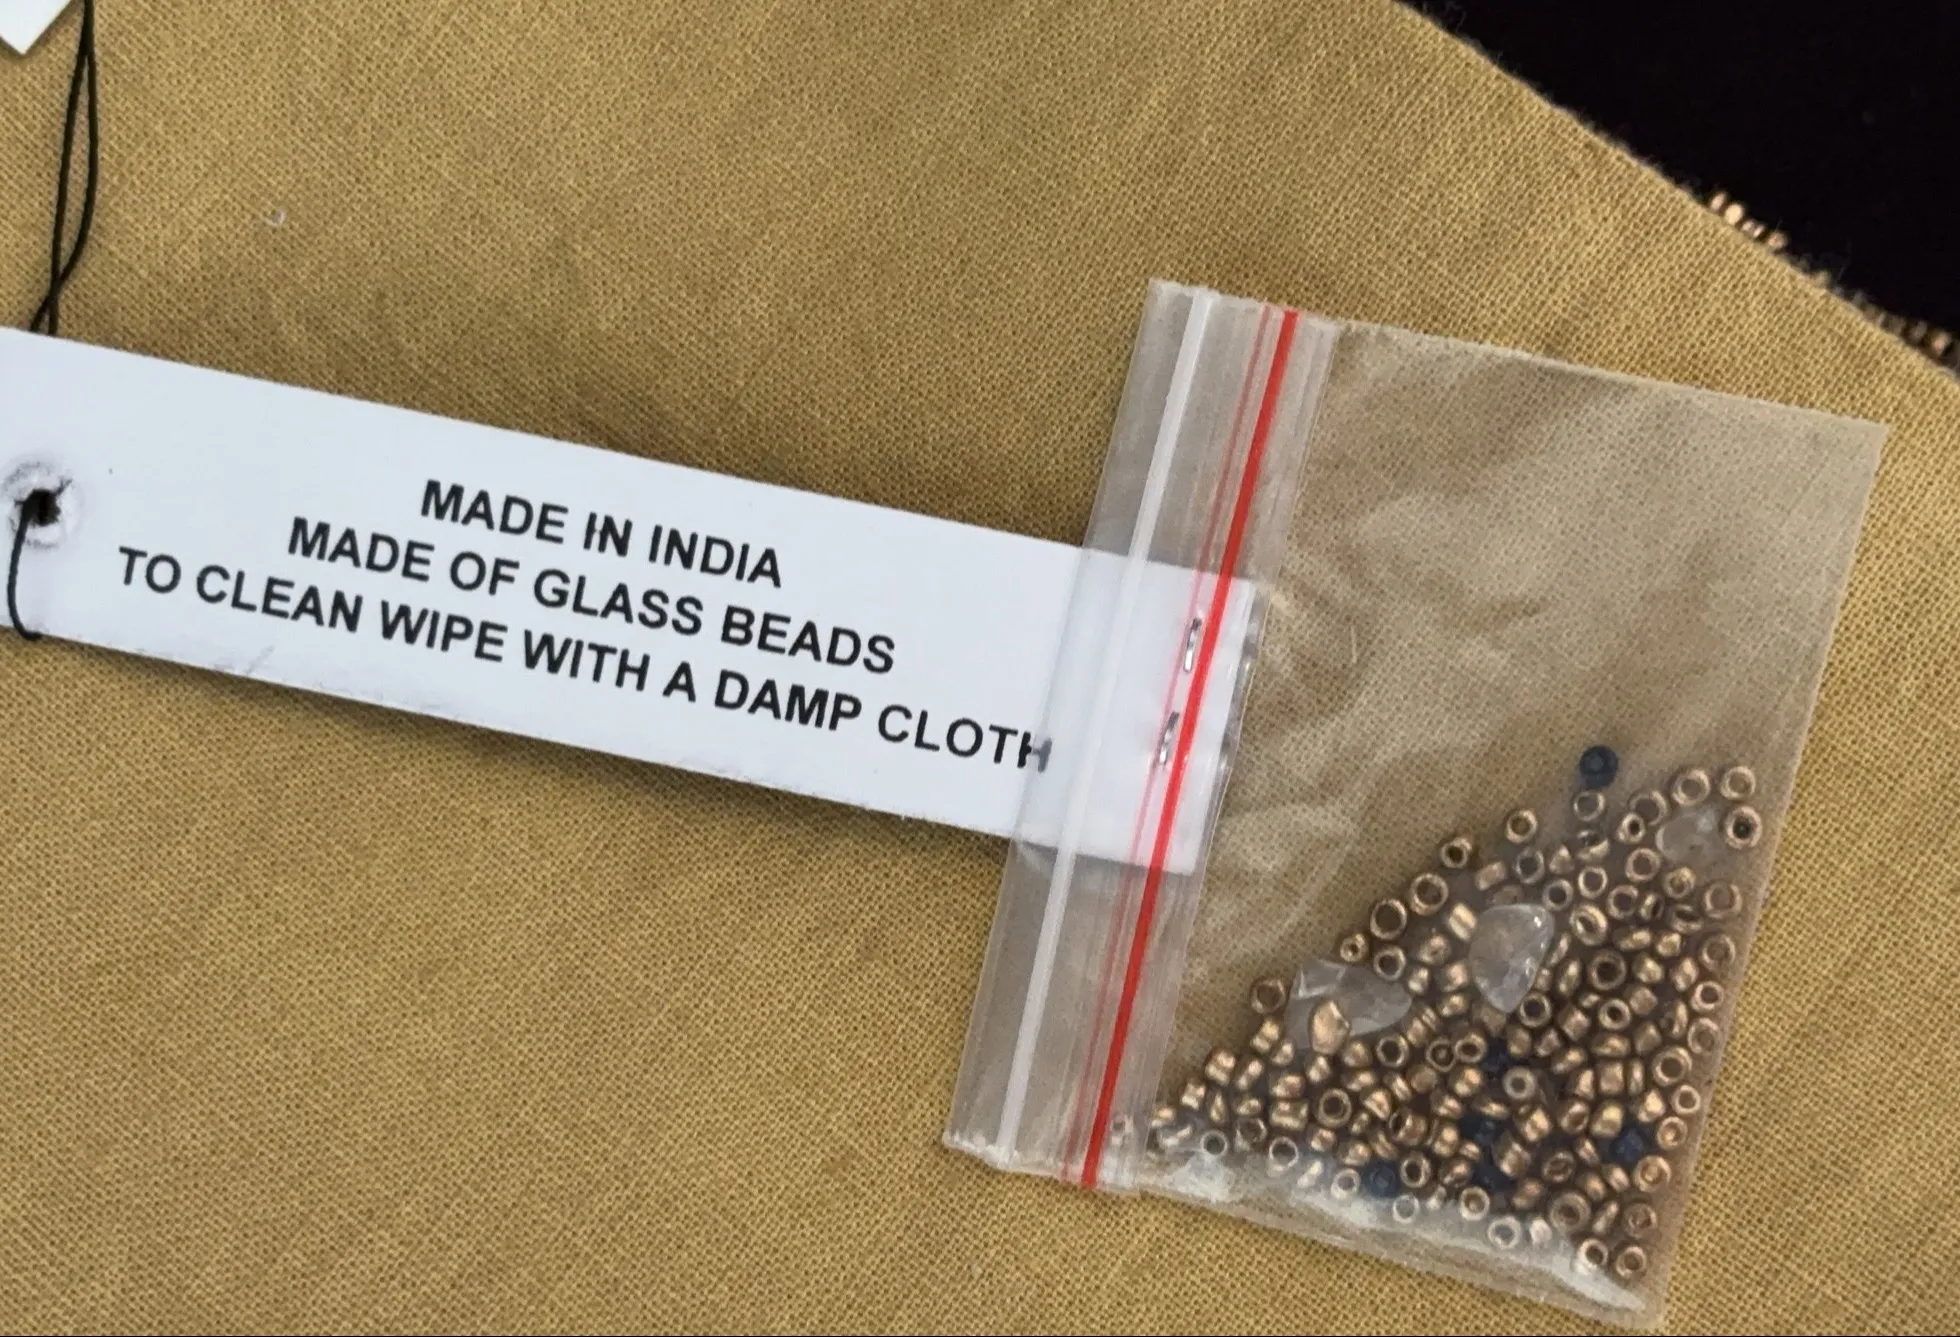 MADE IN INDIA
MADE OF GLASS BEADS
TO CLEAN WIPE WITH A DAMP CLOTH